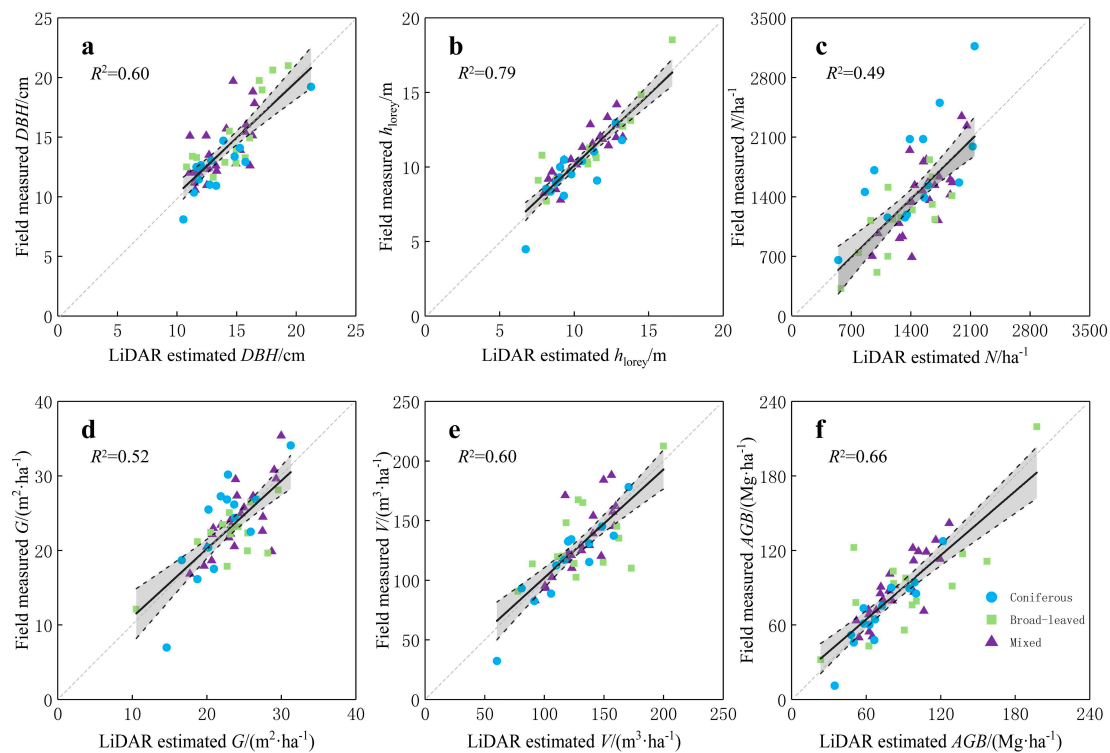 a
R²=0.60
Field measured DBH/cm
25
20
15
10
5
0
0
5
10
15
20
25
LiDAR estimated DBH/cm
b
R²=0.79
Field measured h_lorey/m
20
15
10
5
0
0
5
10
15
20
LiDAR estimated h_lorey/m
c
R²=0.49
Field measured N/ha⁻¹
3500
2800
2100
1400
700
0
0
700
1400
2100
2800
3500
LiDAR estimated N/ha⁻¹
d
R²=0.52
Field measured G/(m²·ha⁻¹)
40
30
20
10
0
0
10
20
30
40
LiDAR estimated G/(m²·ha⁻¹)
e
R²=0.60
Field measured V/(m³·ha⁻¹)
250
200
150
100
50
0
0
50
100
150
200
250
LiDAR estimated V/(m³·ha⁻¹)
f
R²=0.66
Field measured AGB/(Mg·ha⁻¹)
240
180
120
60
0
0
60
120
180
240
LiDAR estimated AGB/(Mg·ha⁻¹)
Coniferous
Broad-leaved
Mixed